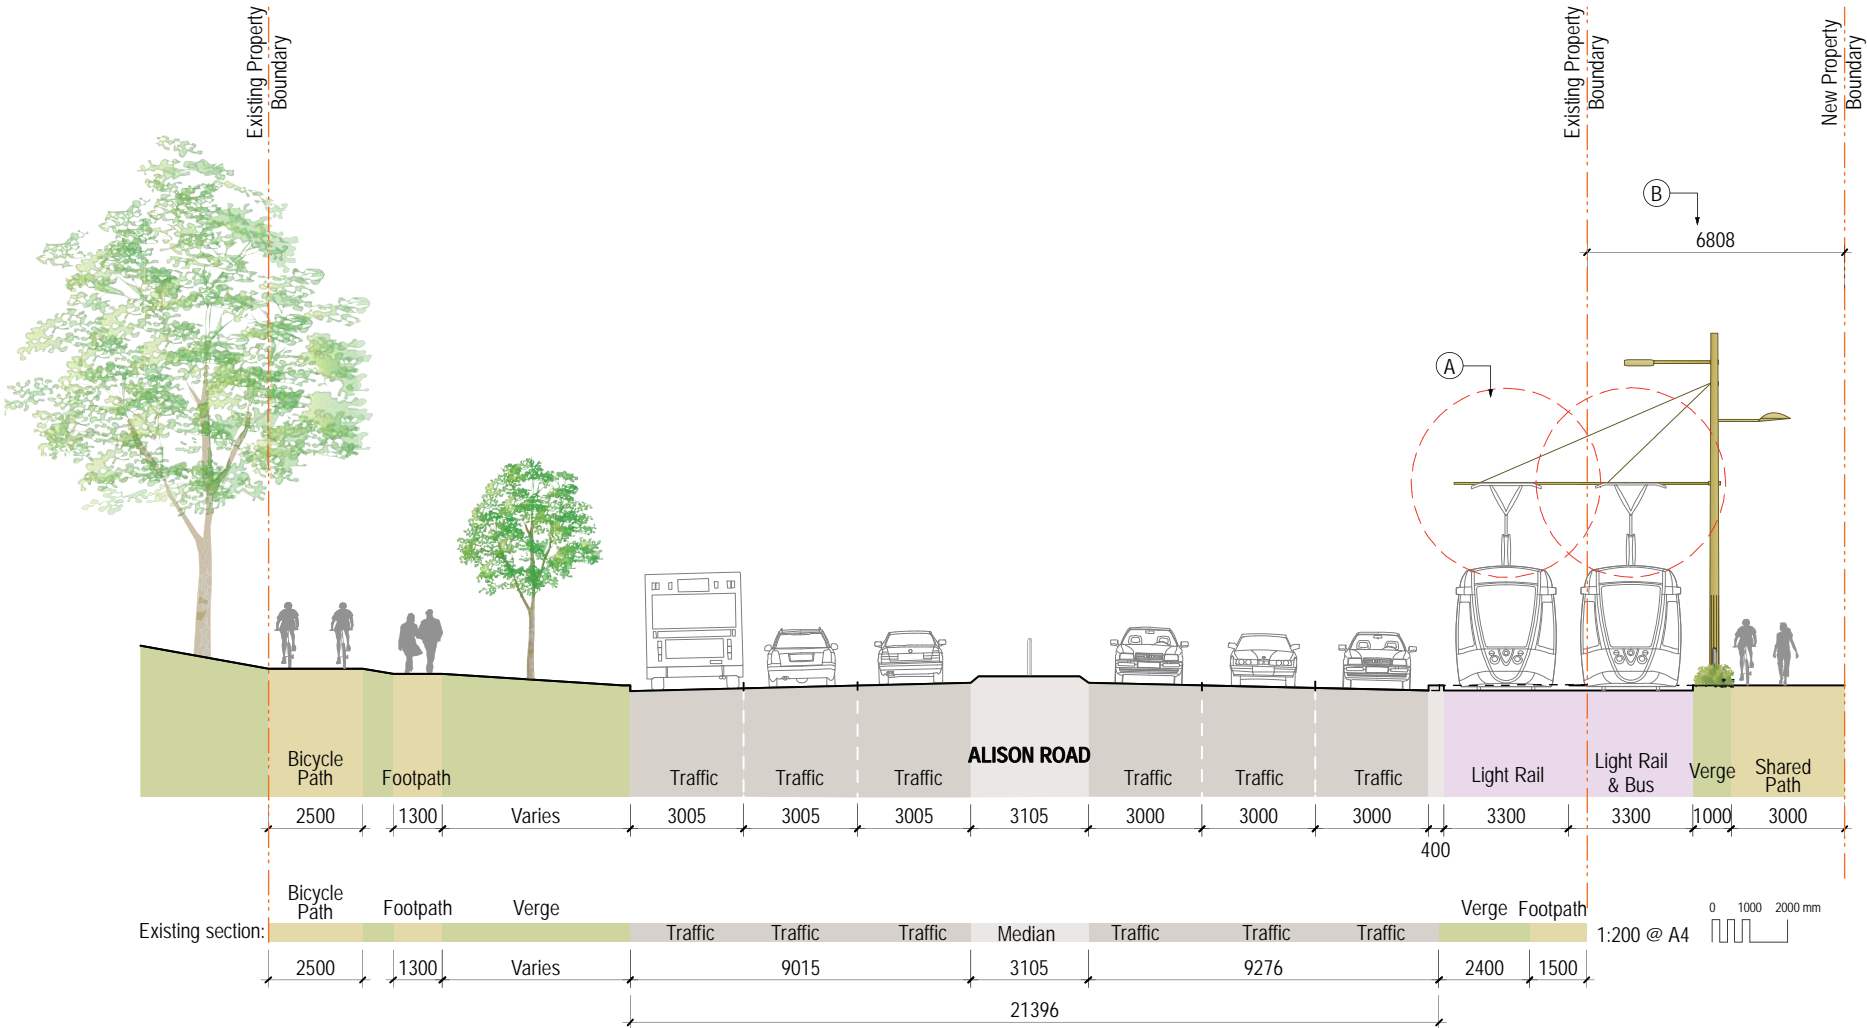 Existing Property
Boundary
Existing Property
Boundary
New Property
Boundary
B
6808
A
ALISON ROAD
Bicycle
Path
Footpath
Traffic
Traffic
Traffic
Traffic
Traffic
Traffic
Light Rail
Light Rail
& Bus
Verge
Shared
Path
2500
1300
Varies
3005
3005
3005
3105
3000
3000
3000
400
3300
3300
1000
3000
Existing section:
Bicycle
Path
Footpath
Verge
Traffic
Traffic
Traffic
Median
Traffic
Traffic
Traffic
Verge
Footpath
1:200 @ A4
0 1000 2000 mm
2500
1300
Varies
9015
3105
9276
2400
1500
21396